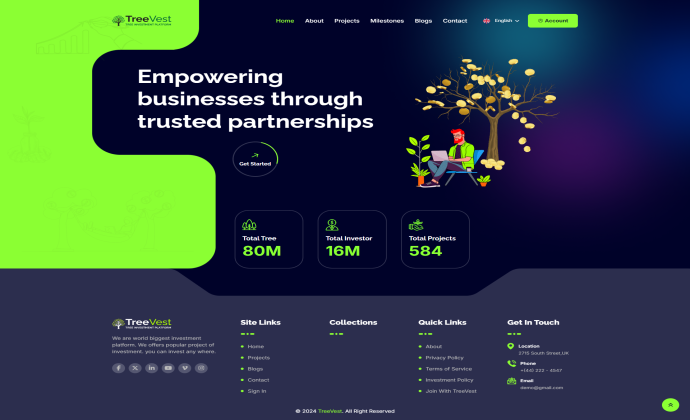 TreeVest
TREE INVESTMENT PLATFORM
Home
About
Projects
Milestones
Blogs
Contact
English
Account
Empowering
businesses through
trusted partnerships
Get Started
Total Tree
80M
Total Investor
16M
Total Projects
584
TreeVest
TREE INVESTMENT PLATFORM
We are world biggest investment
platform. We offers popular project of
investment. you can invest any where.
Site Links
Home
Projects
Blogs
Contact
Sign In
Collections
Quick Links
About
Privacy Policy
Terms of Service
Investment Policy
Join With TreeVest
Get In Touch
Location
2715 South Street,UK
Phone
+(44) 222 - 4547
Email
demo@gmail.com
© 2024 TreeVest. All Right Reserved